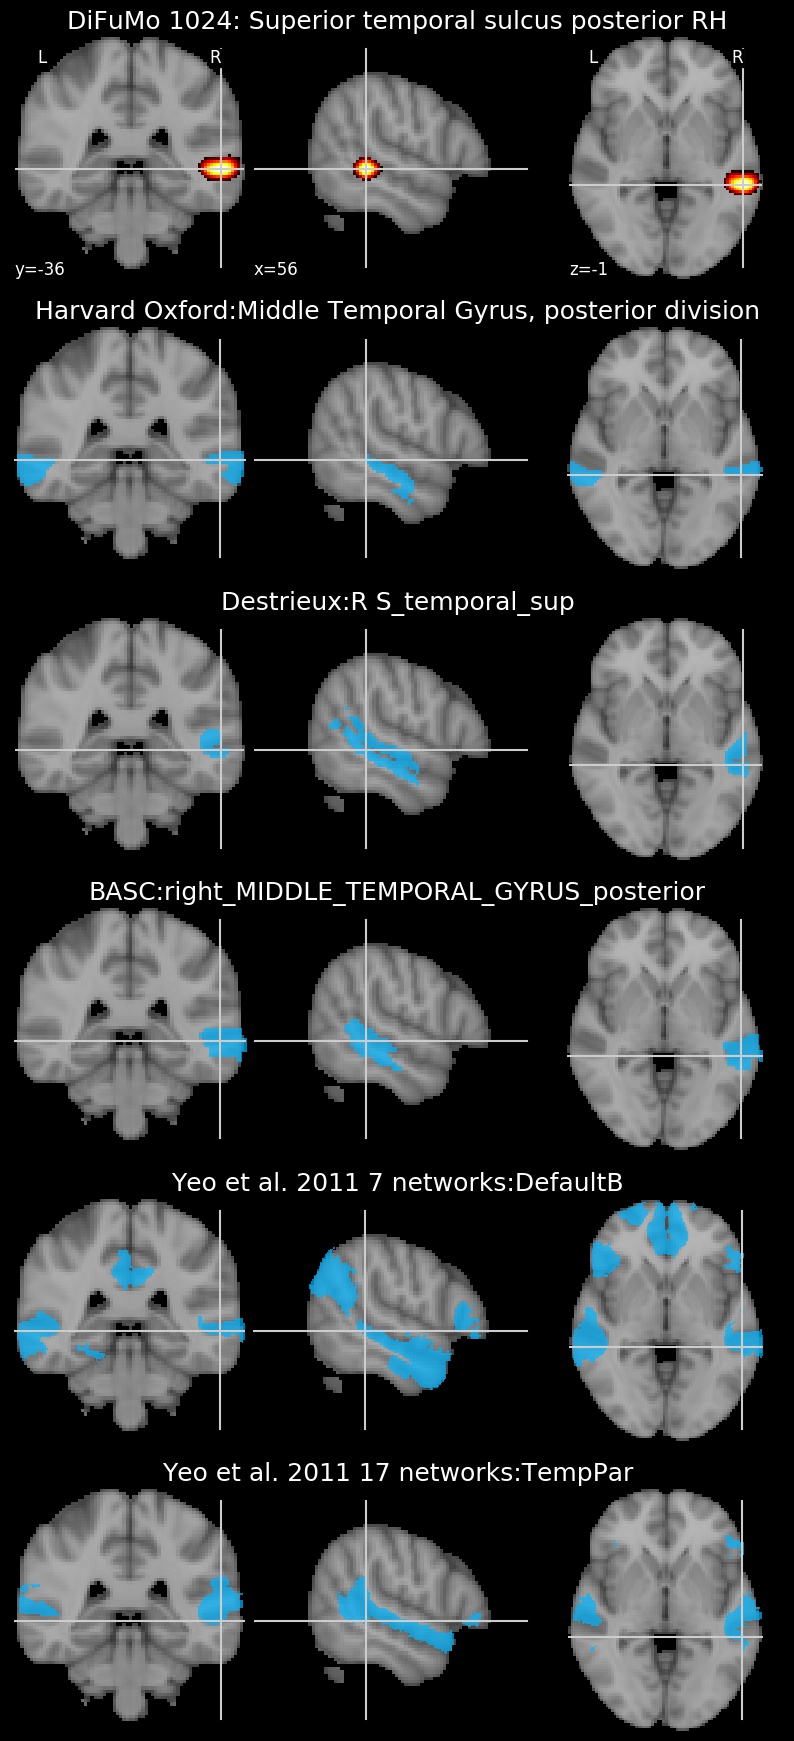 DiFuMo 1024: Superior temporal sulcus posterior RH
L R L R
y=-36 x=56 z=-1
Harvard Oxford:Middle Temporal Gyrus, posterior division
Destrieux:R S_temporal_sup
BASC:right_MIDDLE_TEMPORAL_GYRUS_posterior
Yeo et al. 2011 7 networks:DefaultB
Yeo et al. 2011 17 networks:TempPar